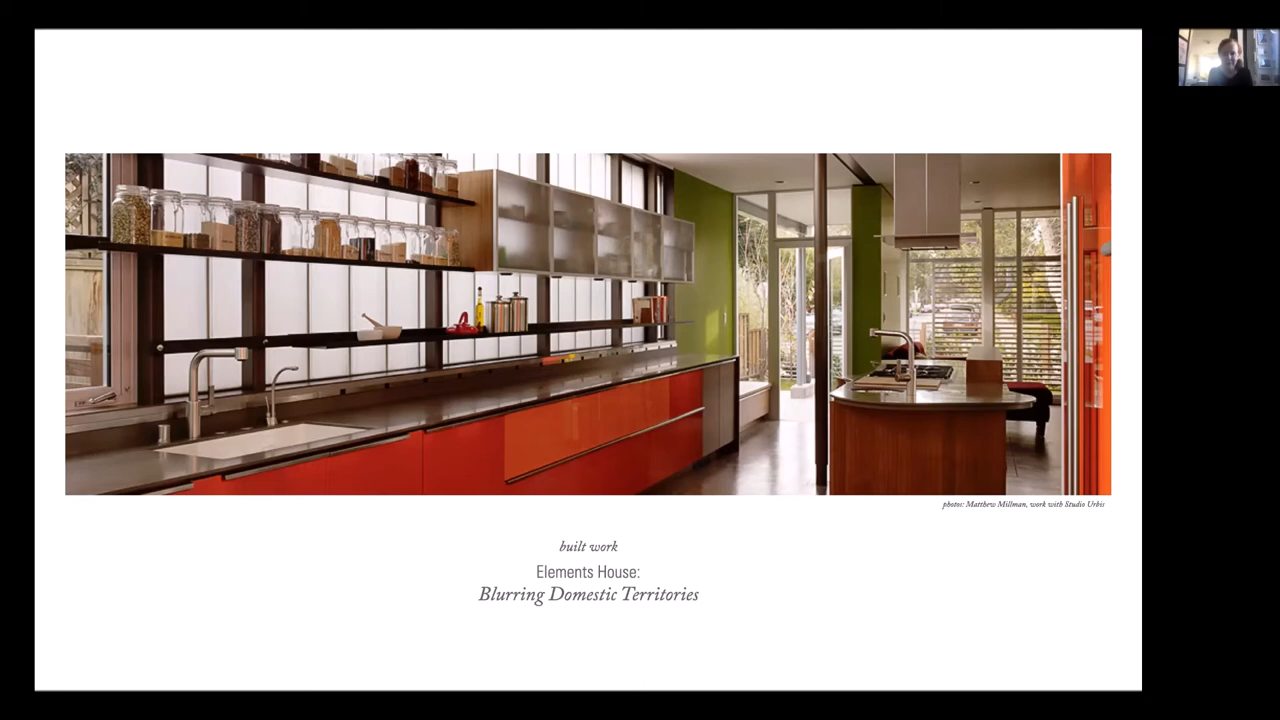 photos: Matthew Millman, work with Studio Urbis
built work
Elements House:
Blurring Domestic Territories